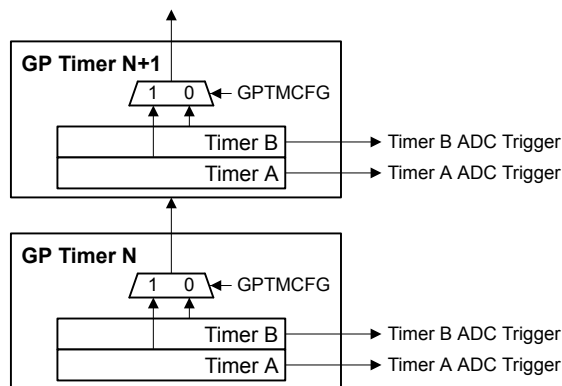 GP Timer N+1
1 0 GPTMCFG
Timer B Timer B ADC Trigger
Timer A Timer A ADC Trigger
GP Timer N
1 0 GPTMCFG
Timer B Timer B ADC Trigger
Timer A Timer A ADC Trigger